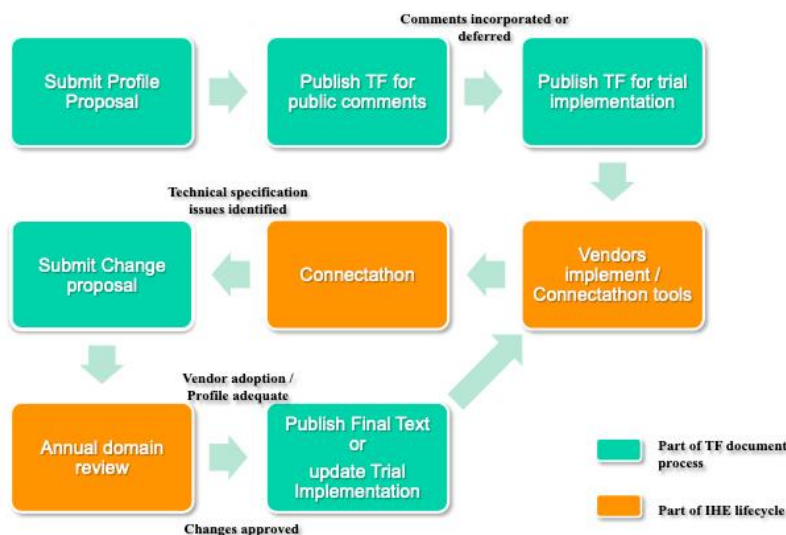 Comments incorporated or
deferred
Submit Profile
Proposal
Publish TF for
public comments
Publish TF for trial
implementation
Technical specification
issues identified
Submit Change
proposal
Connectathon
Vendors
implement /
Connectathon tools
Vendor adoption /
Profile adequate
Annual domain
review
Publish Final Text
or
update Trial
Implementation
Changes approved
Part of TF document
process
Part of IHE lifecycle